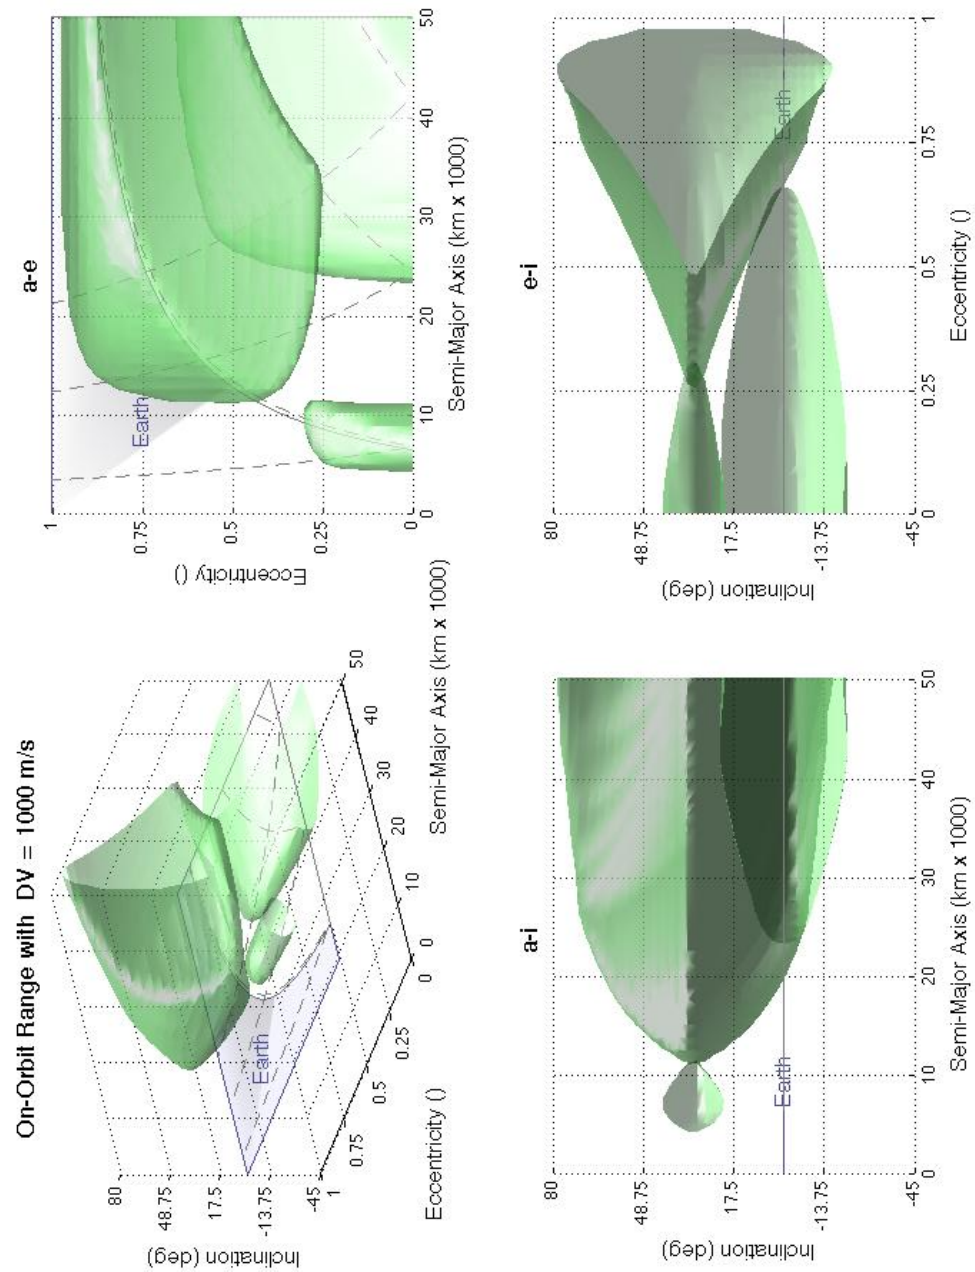 On-Orbit Range with DV = 1000 m/s
80
48.75
17.5
-13.75
-45
Inclination (deg)
1
0.75
0.5
0.25
0
Eccentricity ()
0
10
20
30
40
50
Semi-Major Axis (km x 1000)
Earth
a-e
1
0.75
0.5
0.25
0
Eccentricity ()
0
10
20
30
40
50
Semi-Major Axis (km x 1000)
Earth
a-i
80
48.75
17.5
-13.75
-45
Inclination (deg)
0
10
20
30
40
50
Semi-Major Axis (km x 1000)
Earth
e-i
80
48.75
17.5
-13.75
-45
Inclination (deg)
0
0.25
0.5
0.75
1
Eccentricity ()
Earth